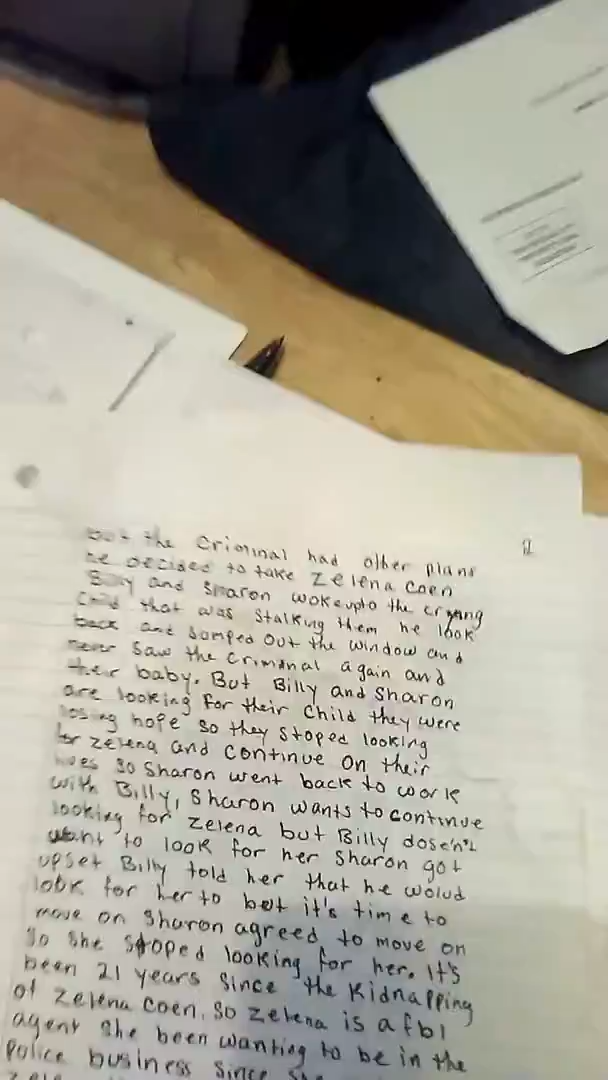 but the criminal had other plans
he decided to take Zelena Coen
Billy and Sharon woke upto the cryang
Child that was stalking them he look
back and Jomped out the window and
never saw the criminal again and
their baby. But Billy and Sharon
are looking for their child they were
losing hope so they stoped looking
for zelena and continue on their
lives so Sharon went back to work
with Billy, Sharon wants to continue
looking for zelena but Billy dosen't
want to look for her Sharon got
upset Billy told her that he wolud
look for her to but it's time to
move on Sharon agreed to move on
So she stoped looking for her. It's
been 21 years since the Kidnapping
of Zelena Coen. So Zelena is a fbi
agent she been wanting to be in the
Police business since she